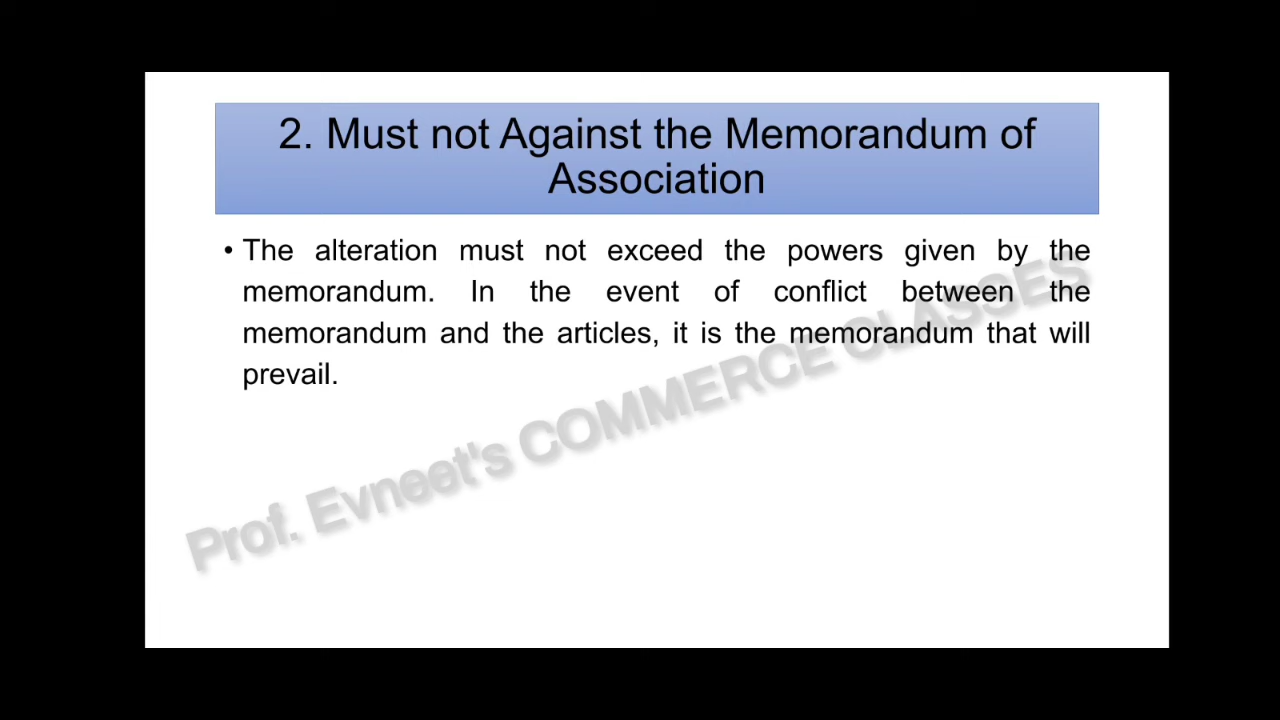 2. Must not Against the Memorandum of
Association
• The alteration must not exceed the powers given by the
memorandum. In the event of conflict between the
memorandum and the articles, it is the memorandum that will
prevail.
Prof. Evneet's COMMERCE CLASSES